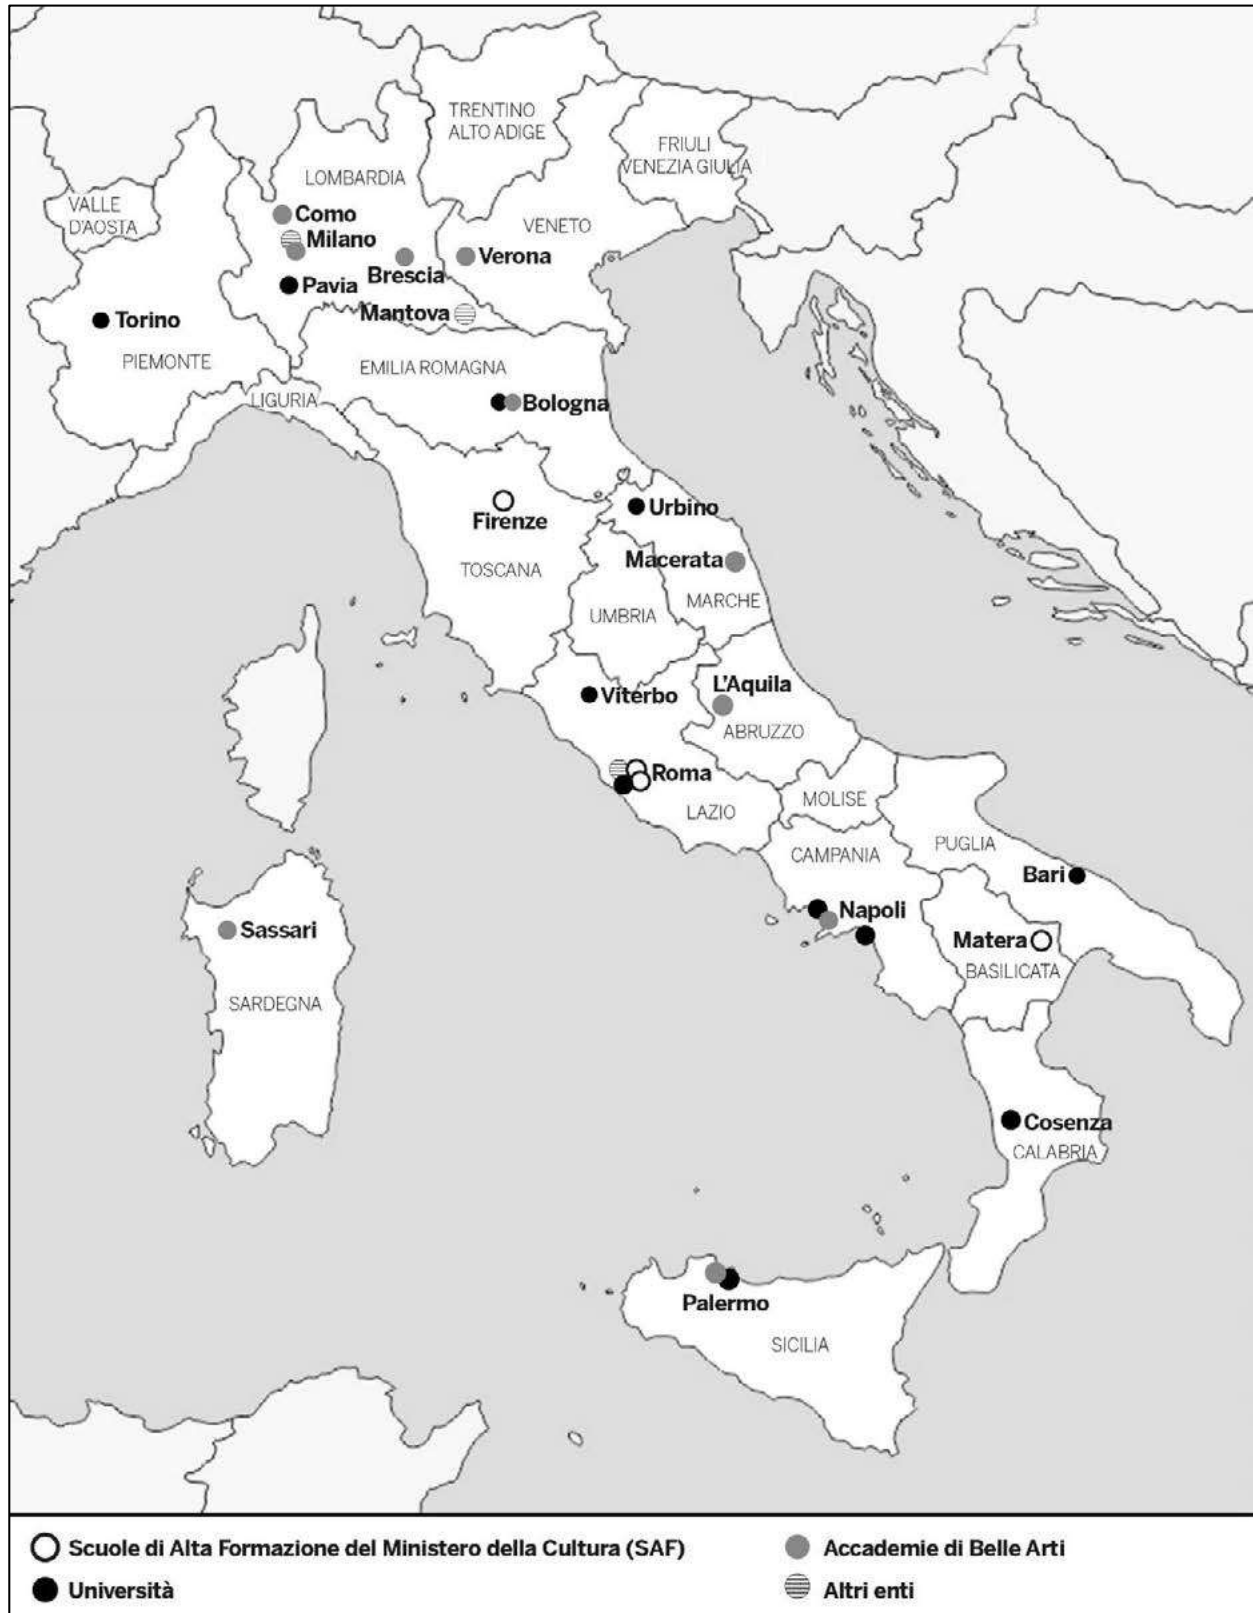 TRENTINO
ALTO ADIGE
FRIULI
VENEZIA GIULIA
LOMBARDIA
VALLE
D'AOSTA
Como
VENETO
Milano
Verona
Brescia
Pavia
Mantova
Torino
PIEMONTE
EMILIA ROMAGNA
LIGURIA
Bologna
Firenze
Urbino
Macerata
TOSCANA
MARCHE
UMBRIA
L'Aquila
Viterbo
ABRUZZO
Roma
MOLISE
LAZIO
PUGLIA
CAMPANIA
Bari
Napoli
Sassari
Matera
BASILICATA
SARDEGNA
Cosenza
CALABRIA
Palermo
SICILIA
Scuole di Alta Formazione del Ministero della Cultura (SAF)
Accademie di Belle Arti
Università
Altri enti